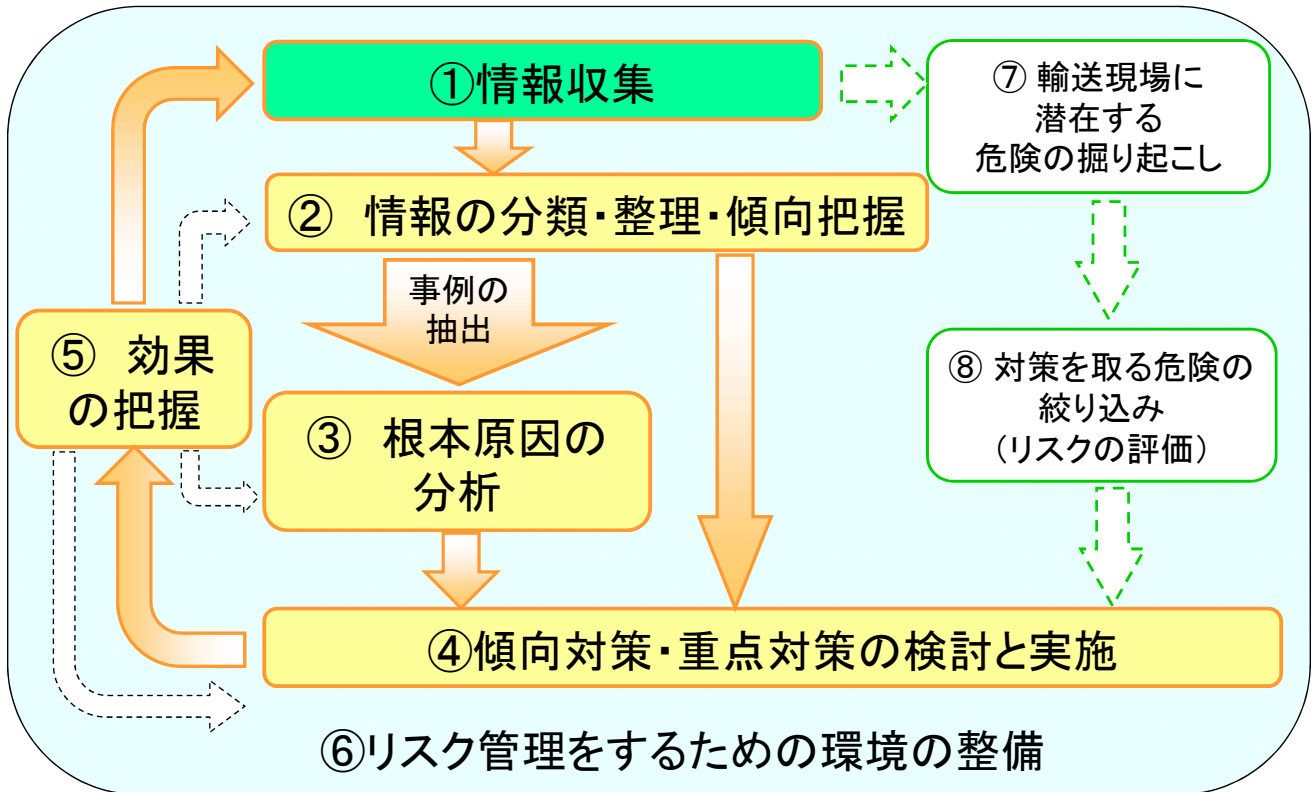 ①情報収集
⑦ 輸送現場に
潜在する
危険の掘り起こし
② 情報の分類・整理・傾向把握
事例の
抽出
⑤ 効果
の把握
③ 根本原因の
分析
⑧ 対策を取る危険の
絞り込み
（リスクの評価）
④傾向対策・重点対策の検討と実施
⑥リスク管理をするための環境の整備